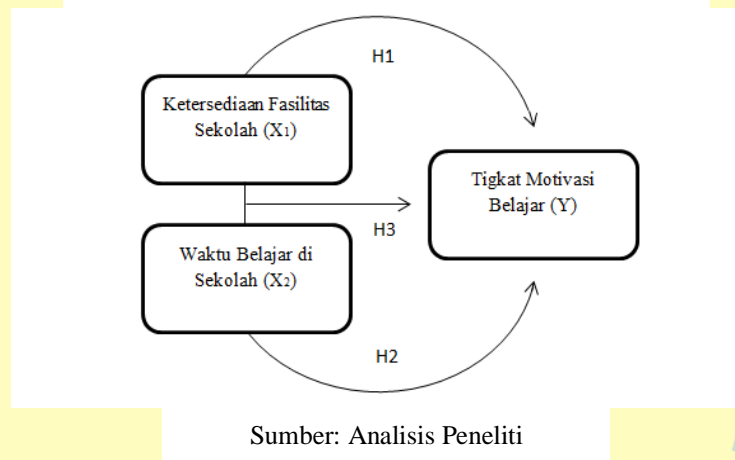 H1
Ketersediaan Fasilitas
Sekolah (X1)
Tigkat Motivasi
Belajar (Y)
H3
Waktu Belajar di
Sekolah (X2)
H2
Sumber: Analisis Peneliti